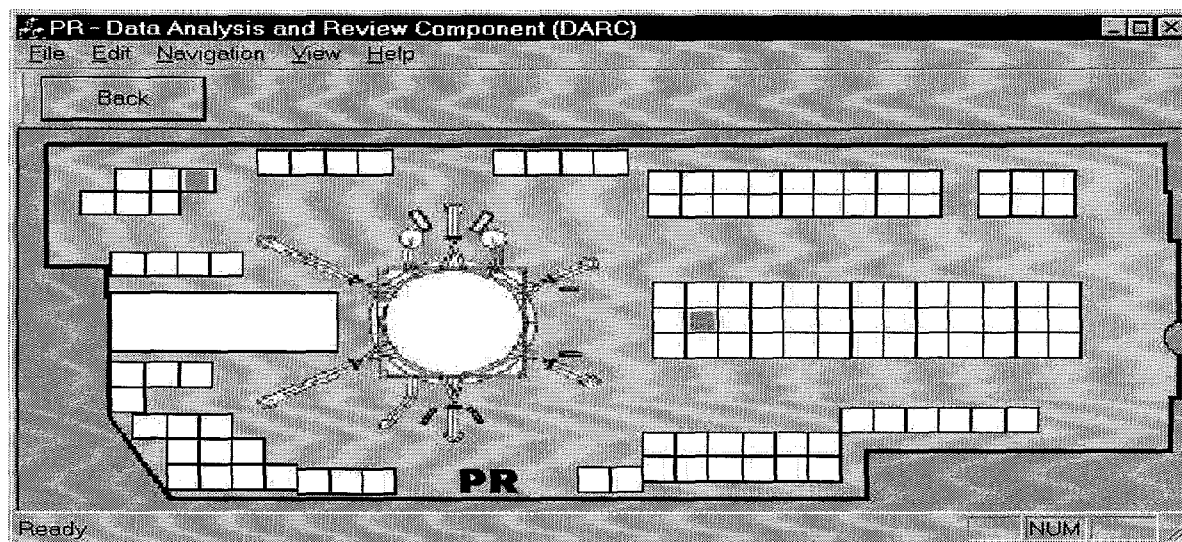 PR - Data Analysis and Review Component (DARC)
File Edit Navigation View Help
Back
PR
Ready NUM